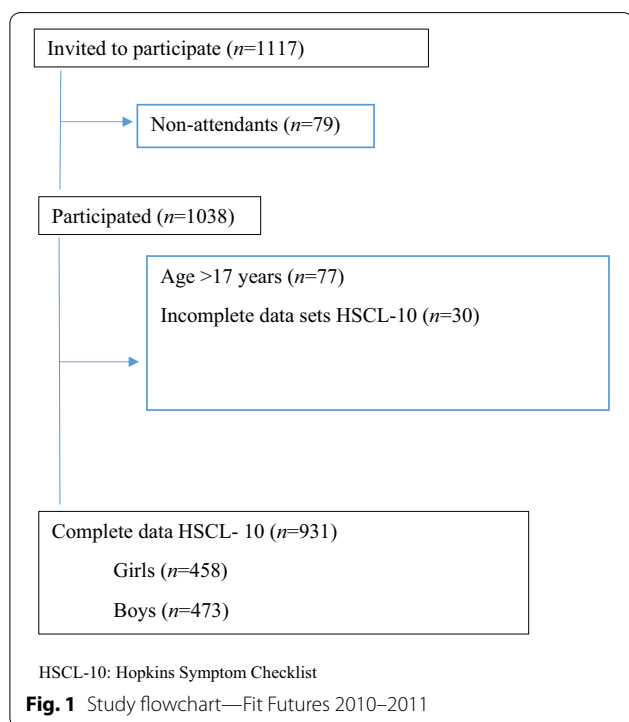 Invited to participate (n=1117)
Non-attendants (n=79)
Participated (n=1038)
Age >17 years (n=77)
Incomplete data sets HSCL-10 (n=30)
Complete data HSCL- 10 (n=931)
Girls (n=458)
Boys (n=473)
HSCL-10: Hopkins Symptom Checklist
Fig. 1 Study flowchart—Fit Futures 2010–2011